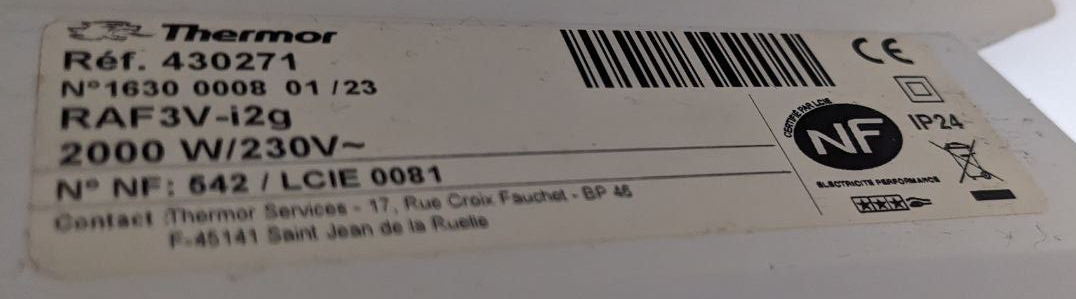 Thermor
Réf. 430271
N°1630 0008 01 /23
RAF3V-i2g
2000 W/230V~
N° NF: 542 / LCIE 0081
Contact Thermor Services - 17, Rue Croix Fauchet - BP 46
F-45141 Saint Jean de la Ruelle
CE
CERTIFIÉ PAR LCIE
NF
IP24
ELECTRICITE PERFORMANCE